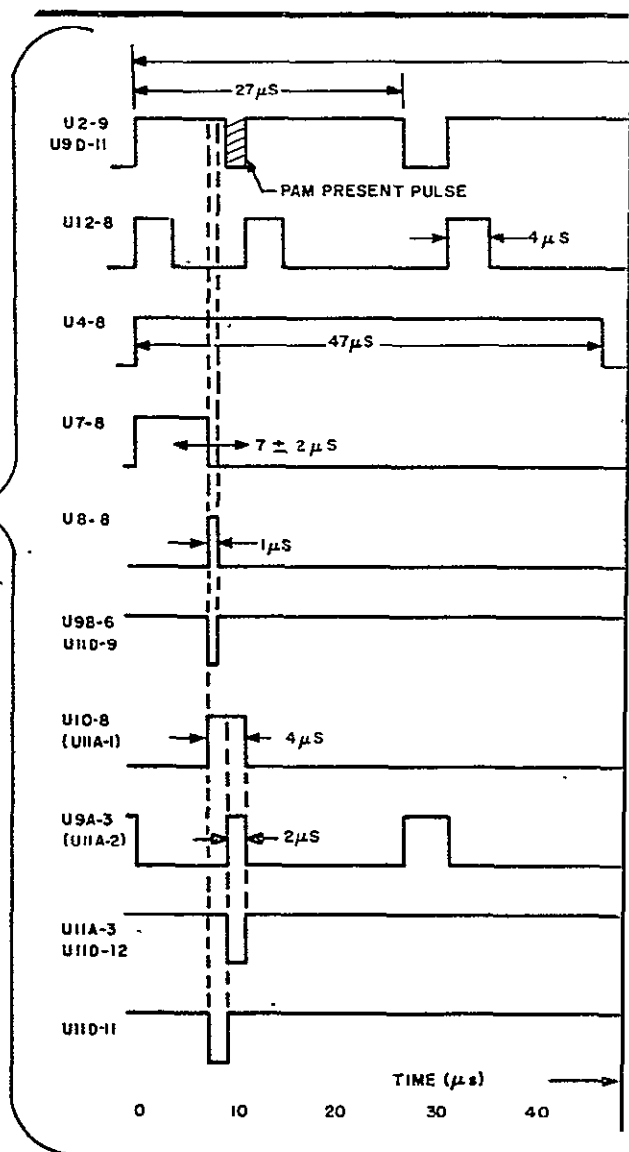 27μS
U2-9
U9D-11
PAM PRESENT PULSE
U12-8
4μS
U4-8
47μS
U7-8
7 ± 2μS
U8-8
1μS
U9B-6
U11D-9
U10-8
(U11A-1)
4μS
U9A-3
(U11A-2)
2μS
U11A-3
U11D-12
U11D-11
TIME (μs)
0 10 20 30 40